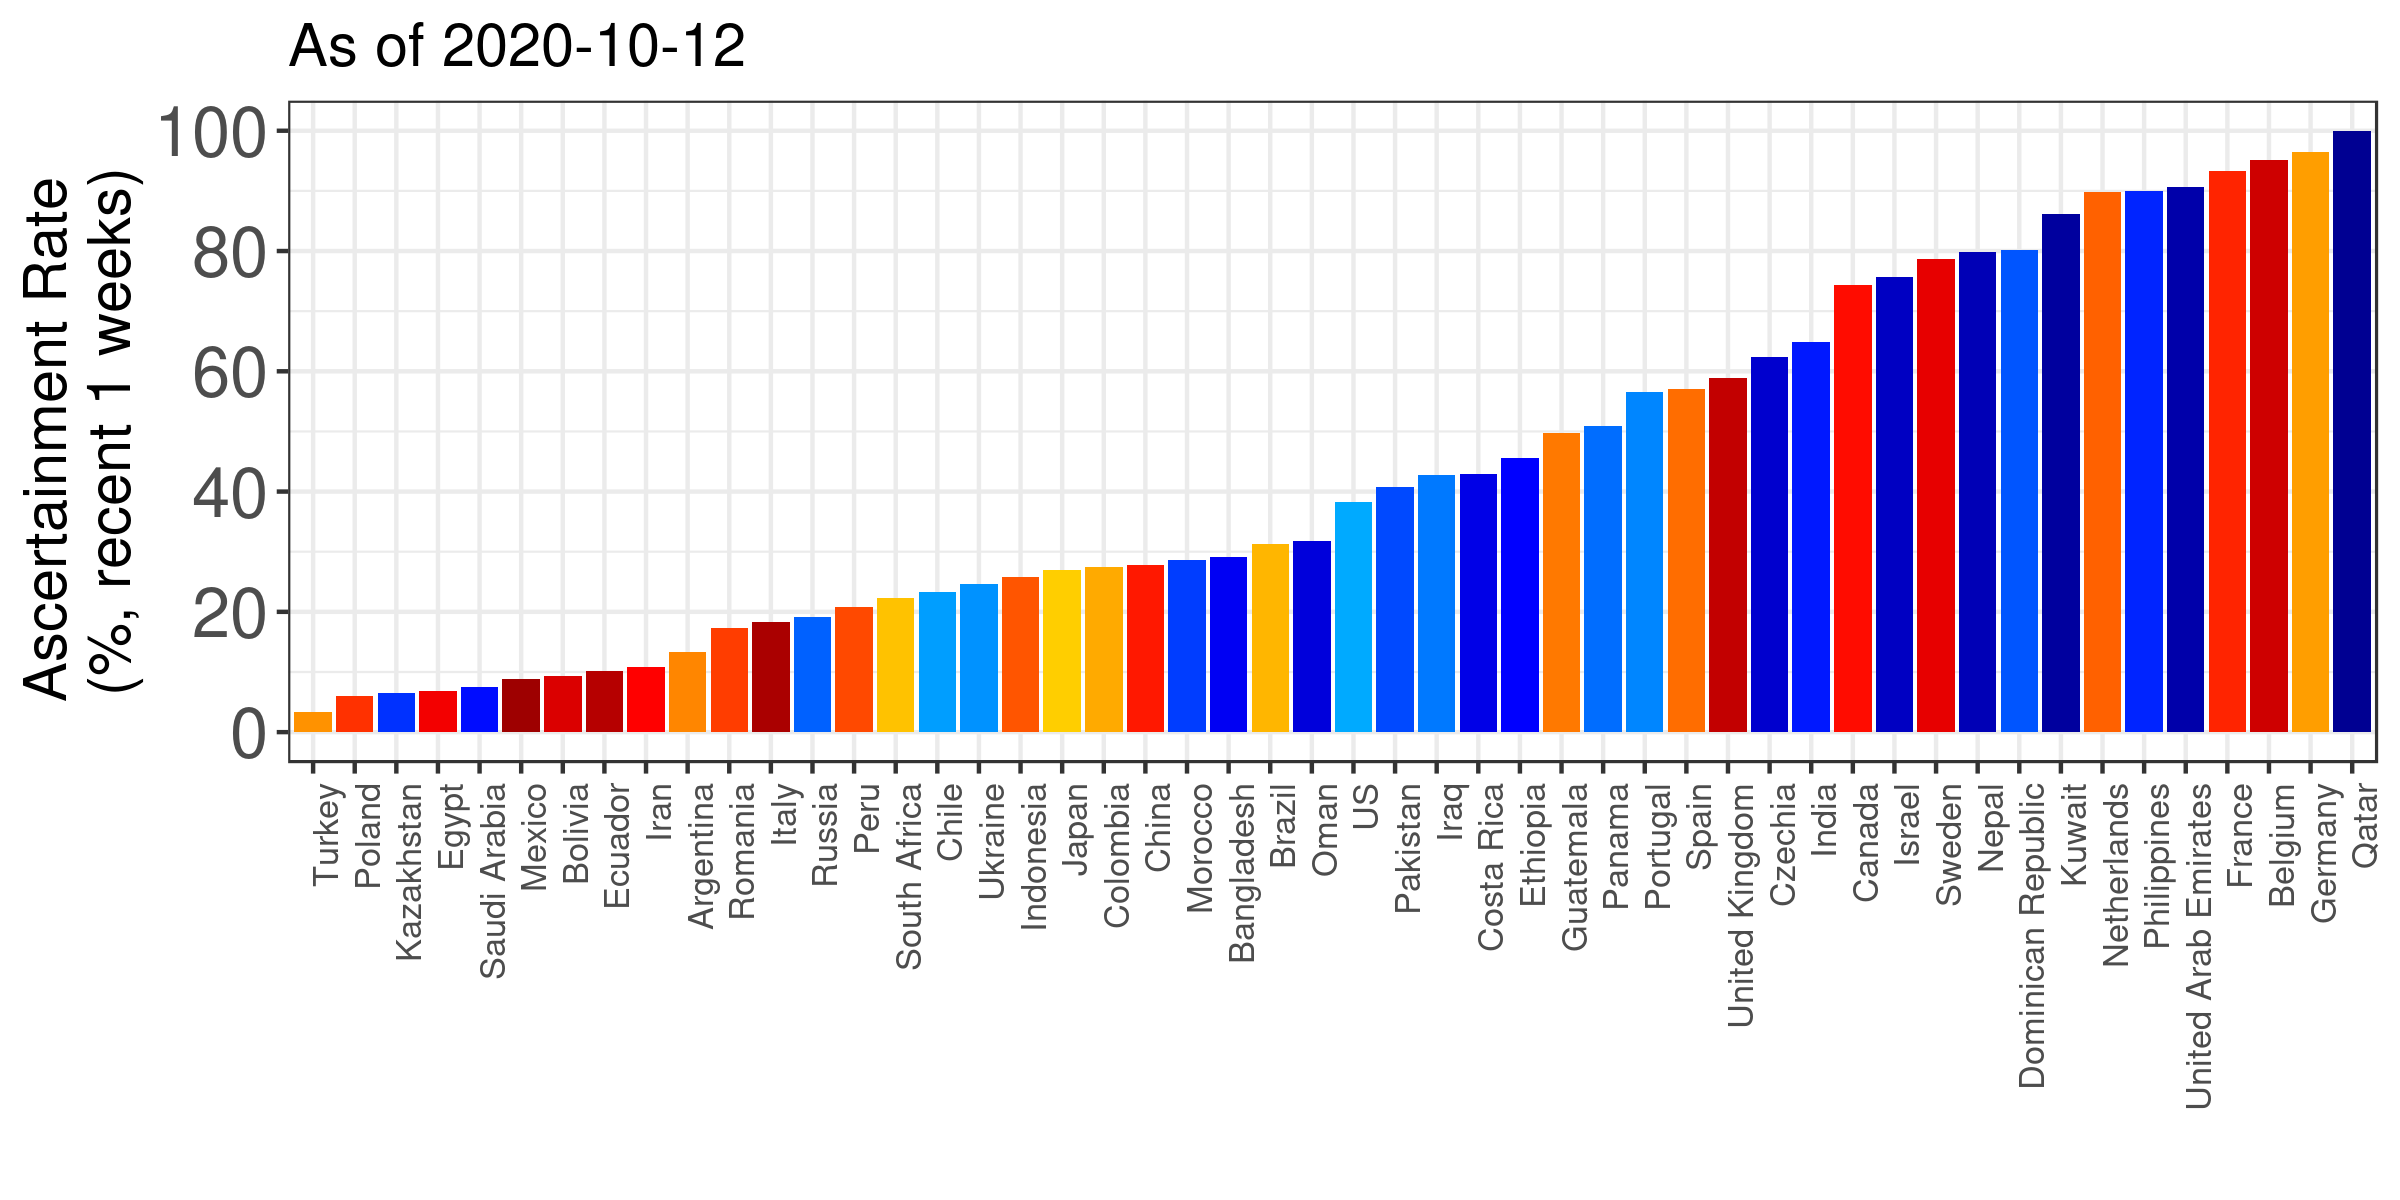 As of 2020-10-12
Ascertainment Rate
(%, recent 1 weeks)
100
80
60
40
20
0
Turkey
Poland
Kazakhstan
Egypt
Saudi Arabia
Mexico
Bolivia
Ecuador
Iran
Argentina
Romania
Italy
Russia
Peru
South Africa
Chile
Ukraine
Indonesia
Japan
Colombia
China
Morocco
Bangladesh
Brazil
Oman
US
Pakistan
Iraq
Costa Rica
Ethiopia
Guatemala
Panama
Portugal
Spain
United Kingdom
Czechia
India
Canada
Israel
Sweden
Nepal
Dominican Republic
Kuwait
Netherlands
Philippines
United Arab Emirates
France
Belgium
Germany
Qatar